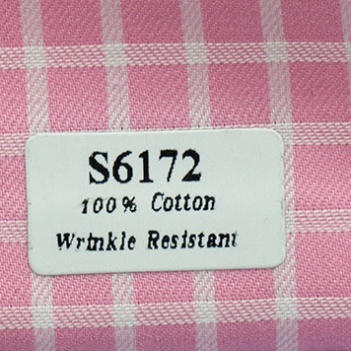 S6172
100% Cotton
Wrinkle Resistant